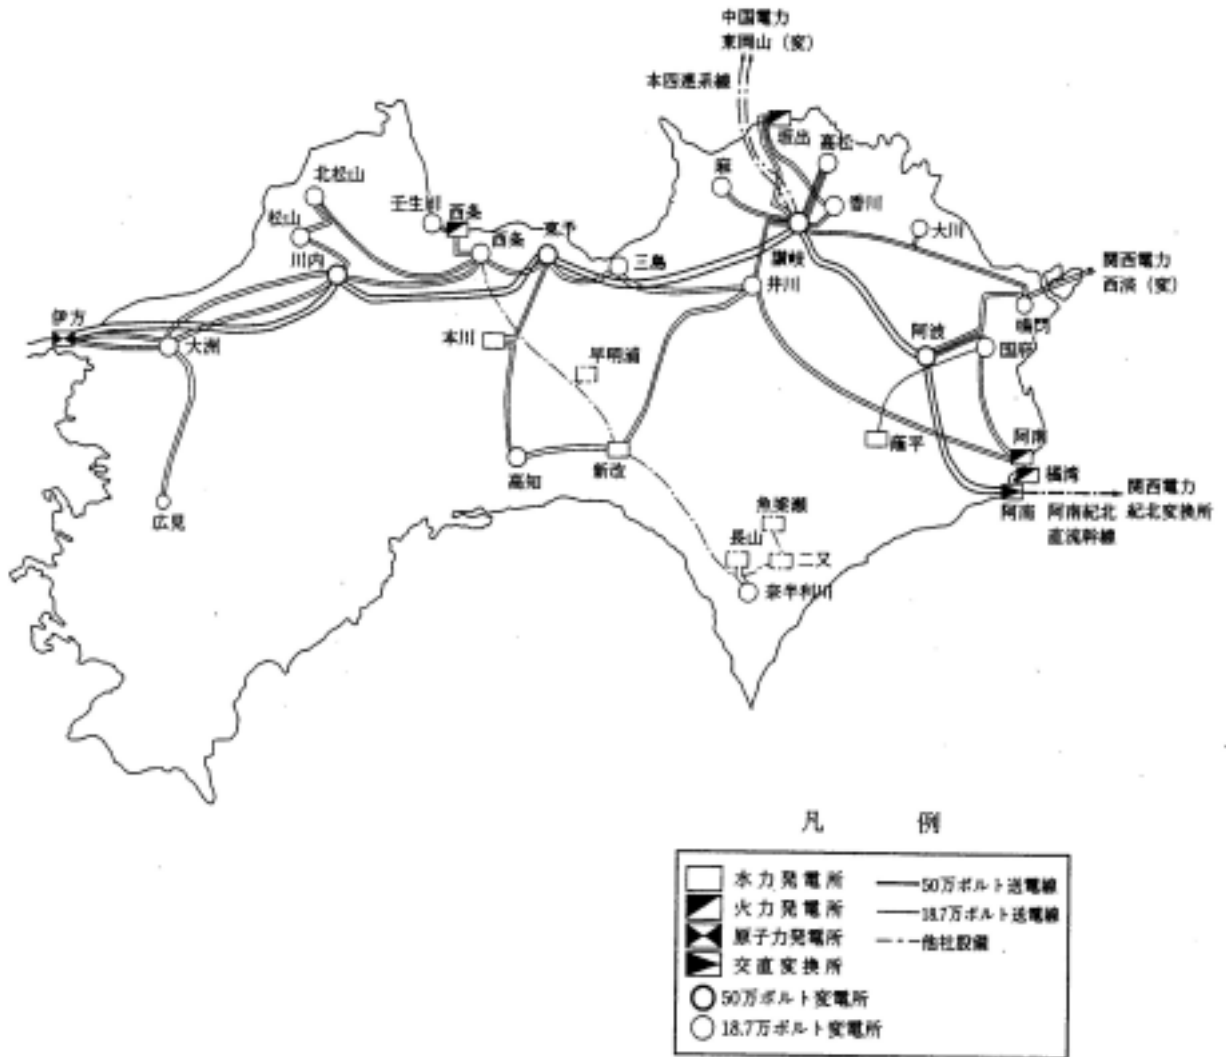 中国電力
東岡山（変）
本四連系線
坂出
高松
麻
北松山
壬生川
西条
香川
松山
西条
東予
大川
三島
讃岐
川内
井川
関西電力
西淡（変）
伊方
鳴門
大洲
本川
早明浦
阿波
国府
蔭平
阿南
高知
新改
橘湾
広見
魚梁瀬
阿南
阿南紀北
直流幹線
関西電力
紀北変換所
長山
二又
奈半利川
凡例
水力発電所
火力発電所
原子力発電所
交直変換所
50万ボルト変電所
18.7万ボルト変電所
50万ボルト送電線
18.7万ボルト送電線
他社設備